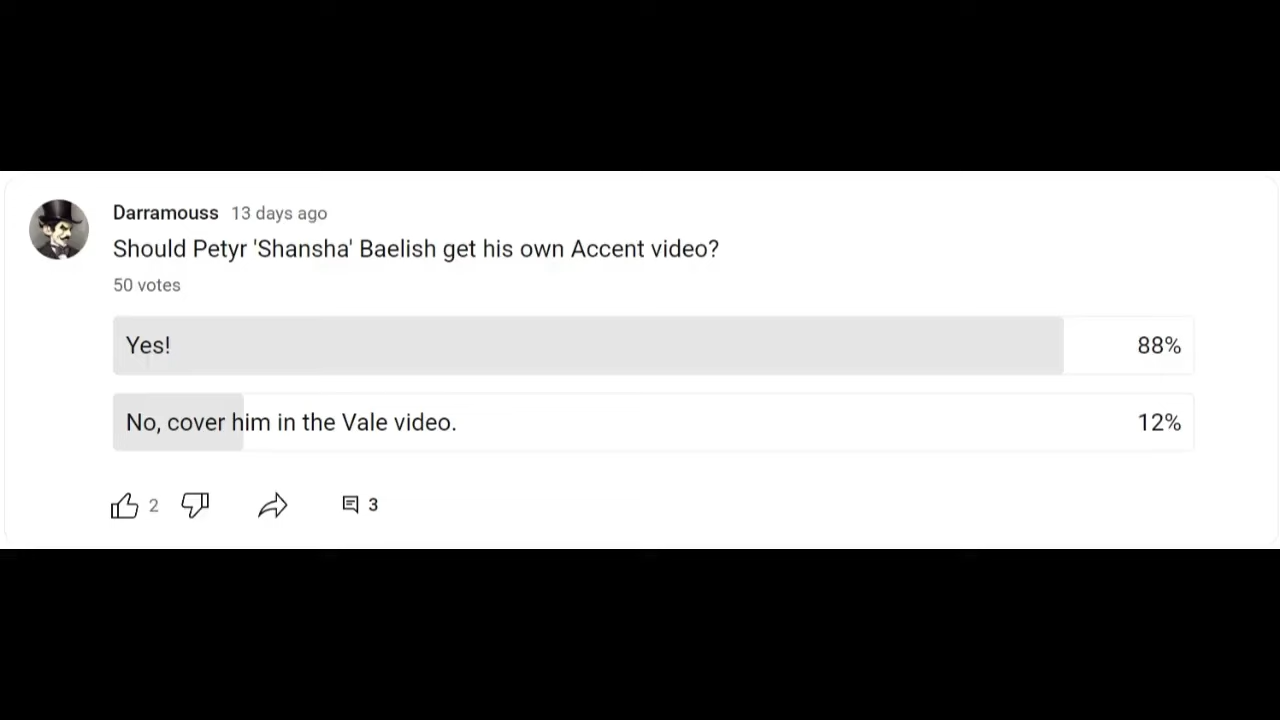 Darramouss 13 days ago
Should Petyr 'Shansha' Baelish get his own Accent video?
50 votes
Yes! 88%
No, cover him in the Vale video. 12%
2 3